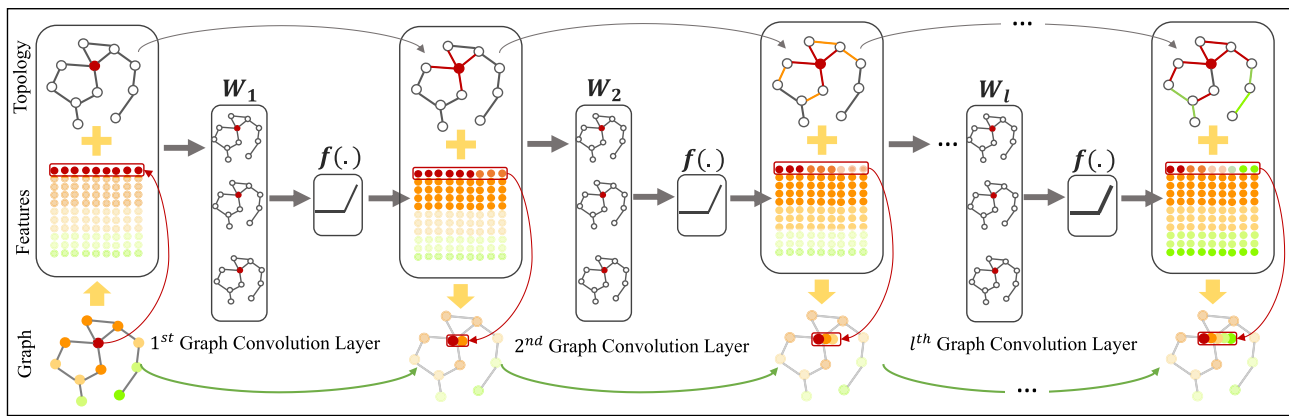 Topology
Features
Graph
W1
f(.)
1st Graph Convolution Layer
W2
f(.)
2nd Graph Convolution Layer
...
...
Wl
f(.)
lth Graph Convolution Layer
...